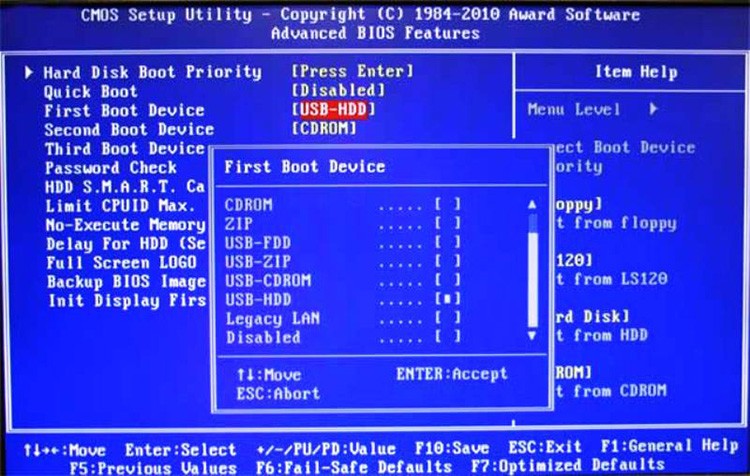 CMOS Setup Utility - Copyright (C) 1984-2010 Award Software
Advanced BIOS Features
Hard Disk Boot Priority [Press Enter]
Quick Boot [Disabled]
First Boot Device [USB-HDD]
Second Boot Device [CDROM]
Third Boot Device
Password Check
HDD S.M.A.R.T. Ca
Limit CPUID Max.
No-Execute Memory
Delay For HDD (Se
Full Screen LOGO
Backup BIOS Image
Init Display Firs
First Boot Device
CDROM ..... [ ]
ZIP ..... [ ]
USB-FDD ..... [ ]
USB-ZIP ..... [ ]
USB-CDROM ..... [ ]
USB-HDD ..... [■]
Legacy LAN ..... [ ]
Disabled ..... [ ]
↑↓:Move ENTER:Accept
ESC:Abort
Item Help
Menu Level ▶
ect Boot Device
ority
oppy]
t from floppy
120]
t from LS120
rd Disk]
t from HDD
ROM]
t from CDROM
↑↓→←:Move Enter:Select +/-/PU/PD:Value F10:Save ESC:Exit F1:General Help
F5:Previous Values F6:Fail-Safe Defaults F7:Optimized Defaults